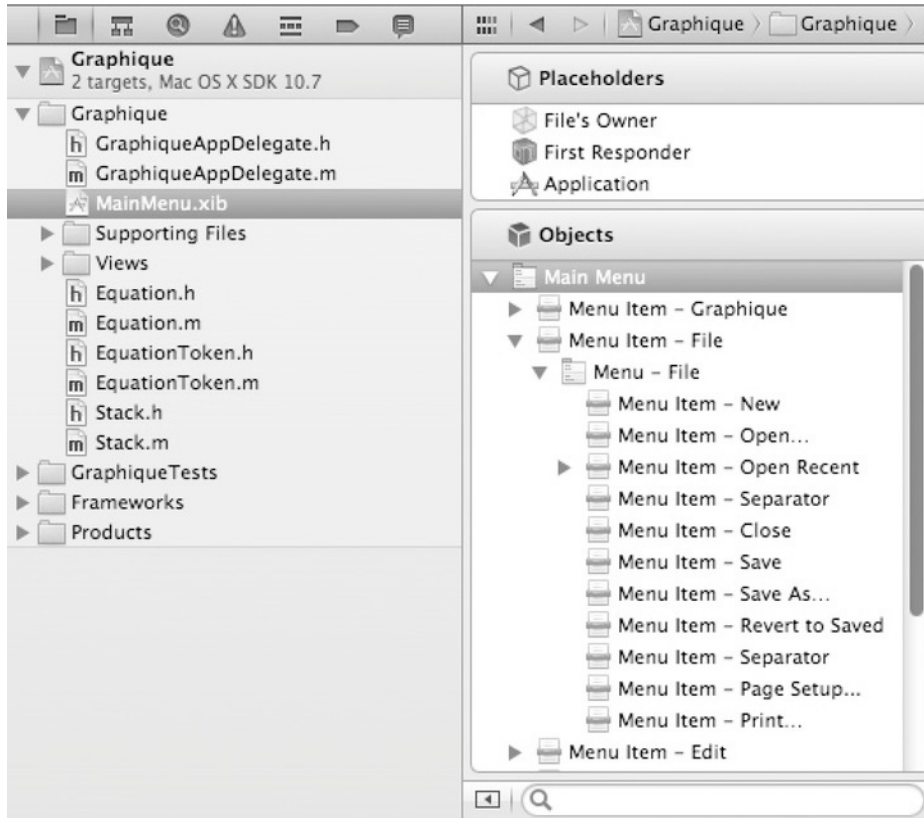 Graphique
2 targets, Mac OS X SDK 10.7
Graphique
h GraphiqueAppDelegate.h
m GraphiqueAppDelegate.m
MainMenu.xib
Supporting Files
Views
h Equation.h
m Equation.m
h EquationToken.h
m EquationToken.m
h Stack.h
m Stack.m
GraphiqueTests
Frameworks
Products
Graphique Graphique
Placeholders
File's Owner
First Responder
Application
Objects
Main Menu
Menu Item – Graphique
Menu Item – File
Menu – File
Menu Item – New
Menu Item – Open...
Menu Item – Open Recent
Menu Item – Separator
Menu Item – Close
Menu Item – Save
Menu Item – Save As...
Menu Item – Revert to Saved
Menu Item – Separator
Menu Item – Page Setup...
Menu Item – Print...
Menu Item – Edit